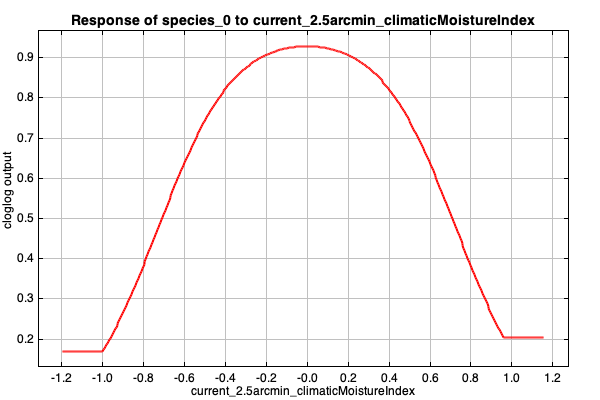 Response of species_0 to current_2.5arcmin_climaticMoistureIndex
cloglog output
0.9
0.8
0.7
0.6
0.5
0.4
0.3
0.2
-1.2 -1.0 -0.8 -0.6 -0.4 -0.2 0.0 0.2 0.4 0.6 0.8 1.0 1.2
current_2.5arcmin_climaticMoistureIndex